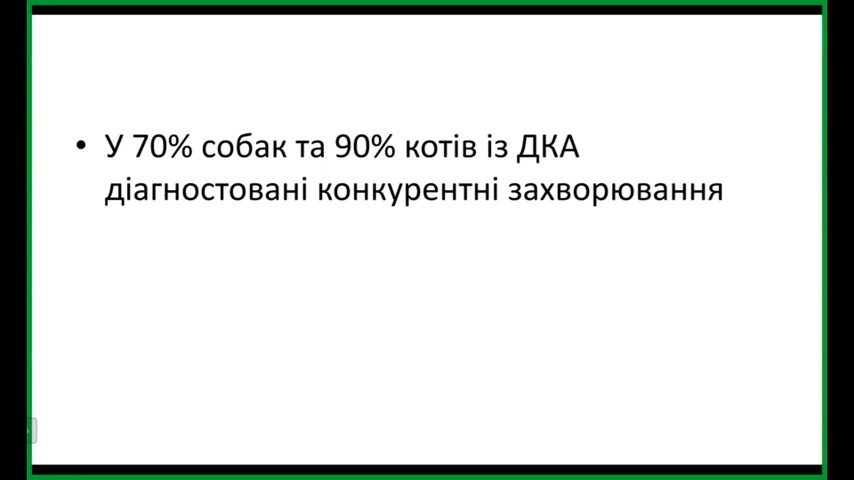 • У 70% собак та 90% котів із ДКА
діагностовані конкурентні захворювання